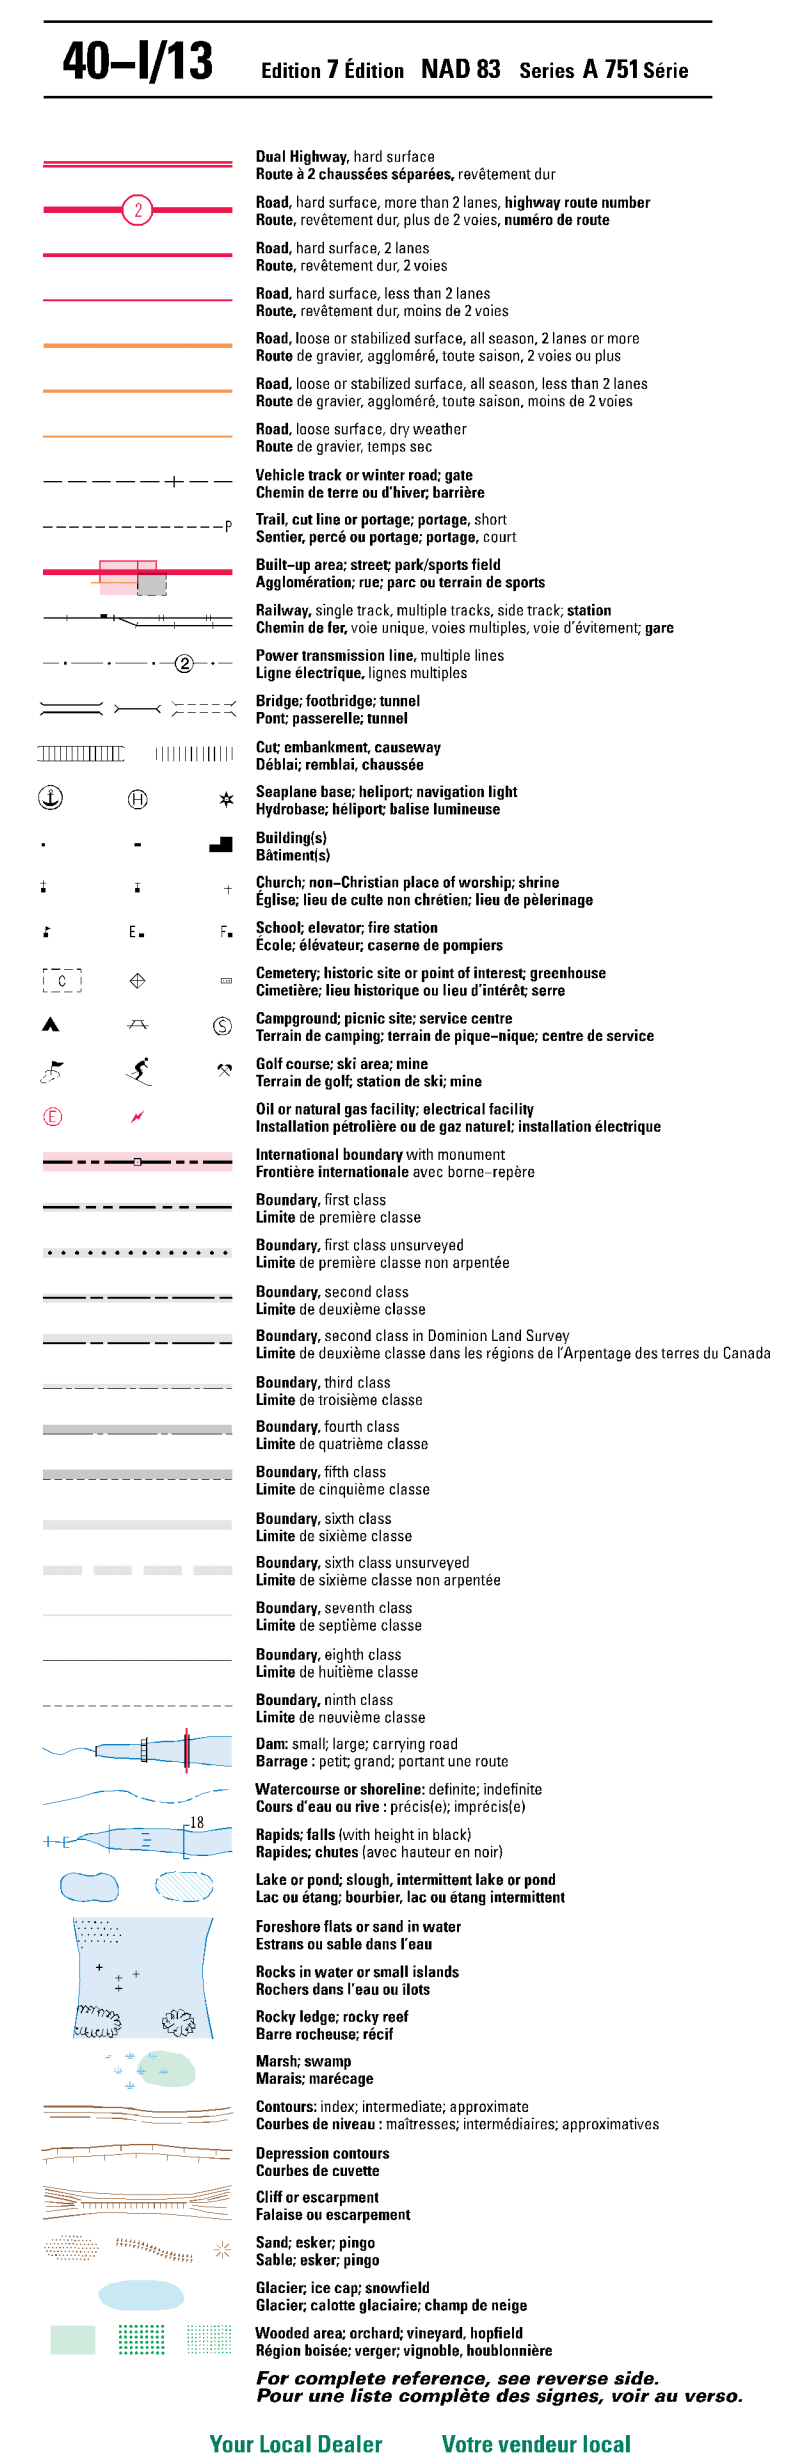 40–I/13 Edition 7 Édition NAD 83 Series A 751 Série
Dual Highway, hard surface
Route à 2 chaussées séparées, revêtement dur
2
Road, hard surface, more than 2 lanes, highway route number
Route, revêtement dur, plus de 2 voies, numéro de route
Road, hard surface, 2 lanes
Route, revêtement dur, 2 voies
Road, hard surface, less than 2 lanes
Route, revêtement dur, moins de 2 voies
Road, loose or stabilized surface, all season, 2 lanes or more
Route de gravier, aggloméré, toute saison, 2 voies ou plus
Road, loose or stabilized surface, all season, less than 2 lanes
Route de gravier, aggloméré, toute saison, moins de 2 voies
Road, loose surface, dry weather
Route de gravier, temps sec
Vehicle track or winter road; gate
Chemin de terre ou d'hiver; barrière
P
Trail, cut line or portage; portage, short
Sentier, percé ou portage; portage, court
Built–up area; street; park/sports field
Agglomération; rue; parc ou terrain de sports
Railway, single track, multiple tracks, side track; station
Chemin de fer, voie unique, voies multiples, voie d'évitement; gare
2
Power transmission line, multiple lines
Ligne électrique, lignes multiples
Bridge; footbridge; tunnel
Pont; passerelle; tunnel
Cut; embankment, causeway
Déblai; remblai, chaussée
H
Seaplane base; heliport; navigation light
Hydrobase; héliport; balise lumineuse
Building(s)
Bâtiment(s)
Church; non–Christian place of worship; shrine
Église; lieu de culte non chrétien; lieu de pèlerinage
E F
School; elevator; fire station
École; élévateur; caserne de pompiers
C
Cemetery; historic site or point of interest; greenhouse
Cimetière; lieu historique ou lieu d'intérêt; serre
S
Campground; picnic site; service centre
Terrain de camping; terrain de pique–nique; centre de service
Golf course; ski area; mine
Terrain de golf; station de ski; mine
E
Oil or natural gas facility; electrical facility
Installation pétrolière ou de gaz naturel; installation électrique
International boundary with monument
Frontière internationale avec borne–repère
Boundary, first class
Limite de première classe
Boundary, first class unsurveyed
Limite de première classe non arpentée
Boundary, second class
Limite de deuxième classe
Boundary, second class in Dominion Land Survey
Limite de deuxième classe dans les régions de l'Arpentage des terres du Canada
Boundary, third class
Limite de troisième classe
Boundary, fourth class
Limite de quatrième classe
Boundary, fifth class
Limite de cinquième classe
Boundary, sixth class
Limite de sixième classe
Boundary, sixth class unsurveyed
Limite de sixième classe non arpentée
Boundary, seventh class
Limite de septième classe
Boundary, eighth class
Limite de huitième classe
Boundary, ninth class
Limite de neuvième classe
Dam: small; large; carrying road
Barrage : petit; grand; portant une route
Watercourse or shoreline: definite; indefinite
Cours d'eau ou rive : précis(e); imprécis(e)
18
Rapids; falls (with height in black)
Rapides; chutes (avec hauteur en noir)
Lake or pond; slough, intermittent lake or pond
Lac ou étang; bourbier, lac ou étang intermittent
Foreshore flats or sand in water
Estrans ou sable dans l'eau
Rocks in water or small islands
Rochers dans l'eau ou îlots
Rocky ledge; rocky reef
Barre rocheuse; récif
Marsh; swamp
Marais; marécage
Contours: index; intermediate; approximate
Courbes de niveau : maîtresses; intermédiaires; approximatives
Depression contours
Courbes de cuvette
Cliff or escarpment
Falaise ou escarpement
Sand; esker; pingo
Sable; esker; pingo
Glacier; ice cap; snowfield
Glacier; calotte glaciaire; champ de neige
Wooded area; orchard; vineyard, hopfield
Région boisée; verger; vignoble, houblonnière
For complete reference, see reverse side.
Pour une liste complète des signes, voir au verso.
Your Local Dealer Votre vendeur local